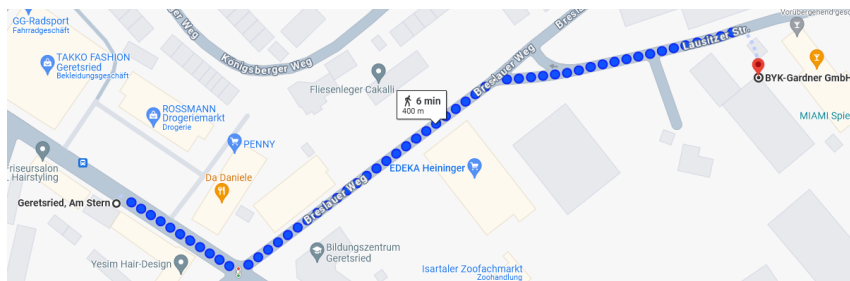 GG-Radsport
Fahrradgeschäft
TAKKO FASHION
Geretsried
Bekleidungsgeschäft
Königsberger Weg
Breslauer Weg
Lausitzer Str.
BYK-Gardner GmbH
Fliesenleger Cakalli
6 min
400 m
ROSSMANN
Drogeriemarkt
Drogerie
PENNY
MIAMI Spie
EDEKA Heininger
Da Daniele
riseursalon
Hairstyling
Breslauer Weg
Geretsried, Am Stern
Yesim Hair-Design
Bildungszentrum
Geretsried
Isartaler Zoofachmarkt
Zoohandlung